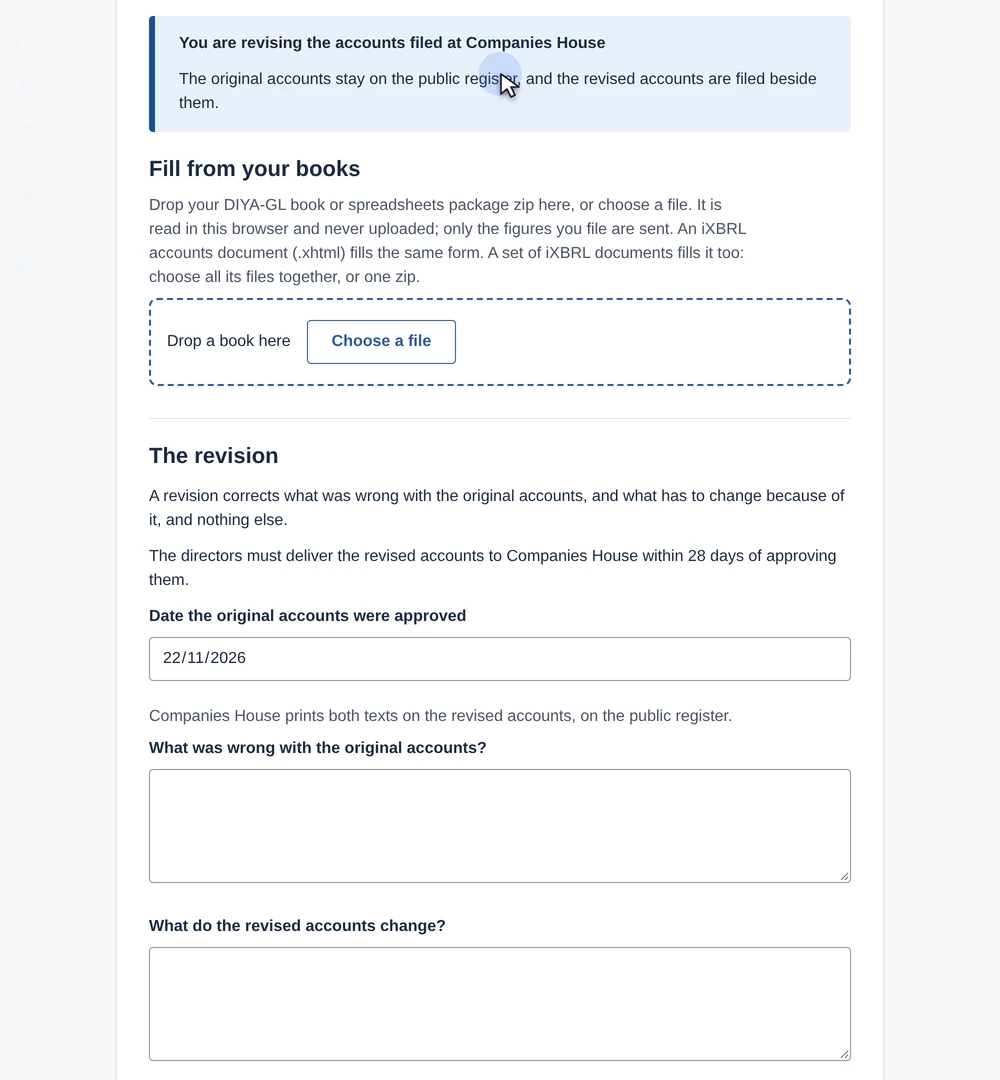 You are revising the accounts filed at Companies House
The original accounts stay on the public register, and the revised accounts are filed beside
them.
Fill from your books
Drop your DIYA-GL book or spreadsheets package zip here, or choose a file. It is
read in this browser and never uploaded; only the figures you file are sent. An iXBRL
accounts document (.xhtml) fills the same form. A set of iXBRL documents fills it too:
choose all its files together, or one zip.
Drop a book here
Choose a file
The revision
A revision corrects what was wrong with the original accounts, and what has to change because of
it, and nothing else.
The directors must deliver the revised accounts to Companies House within 28 days of approving
them.
Date the original accounts were approved
22/11/2026
Companies House prints both texts on the revised accounts, on the public register.
What was wrong with the original accounts?
What do the revised accounts change?